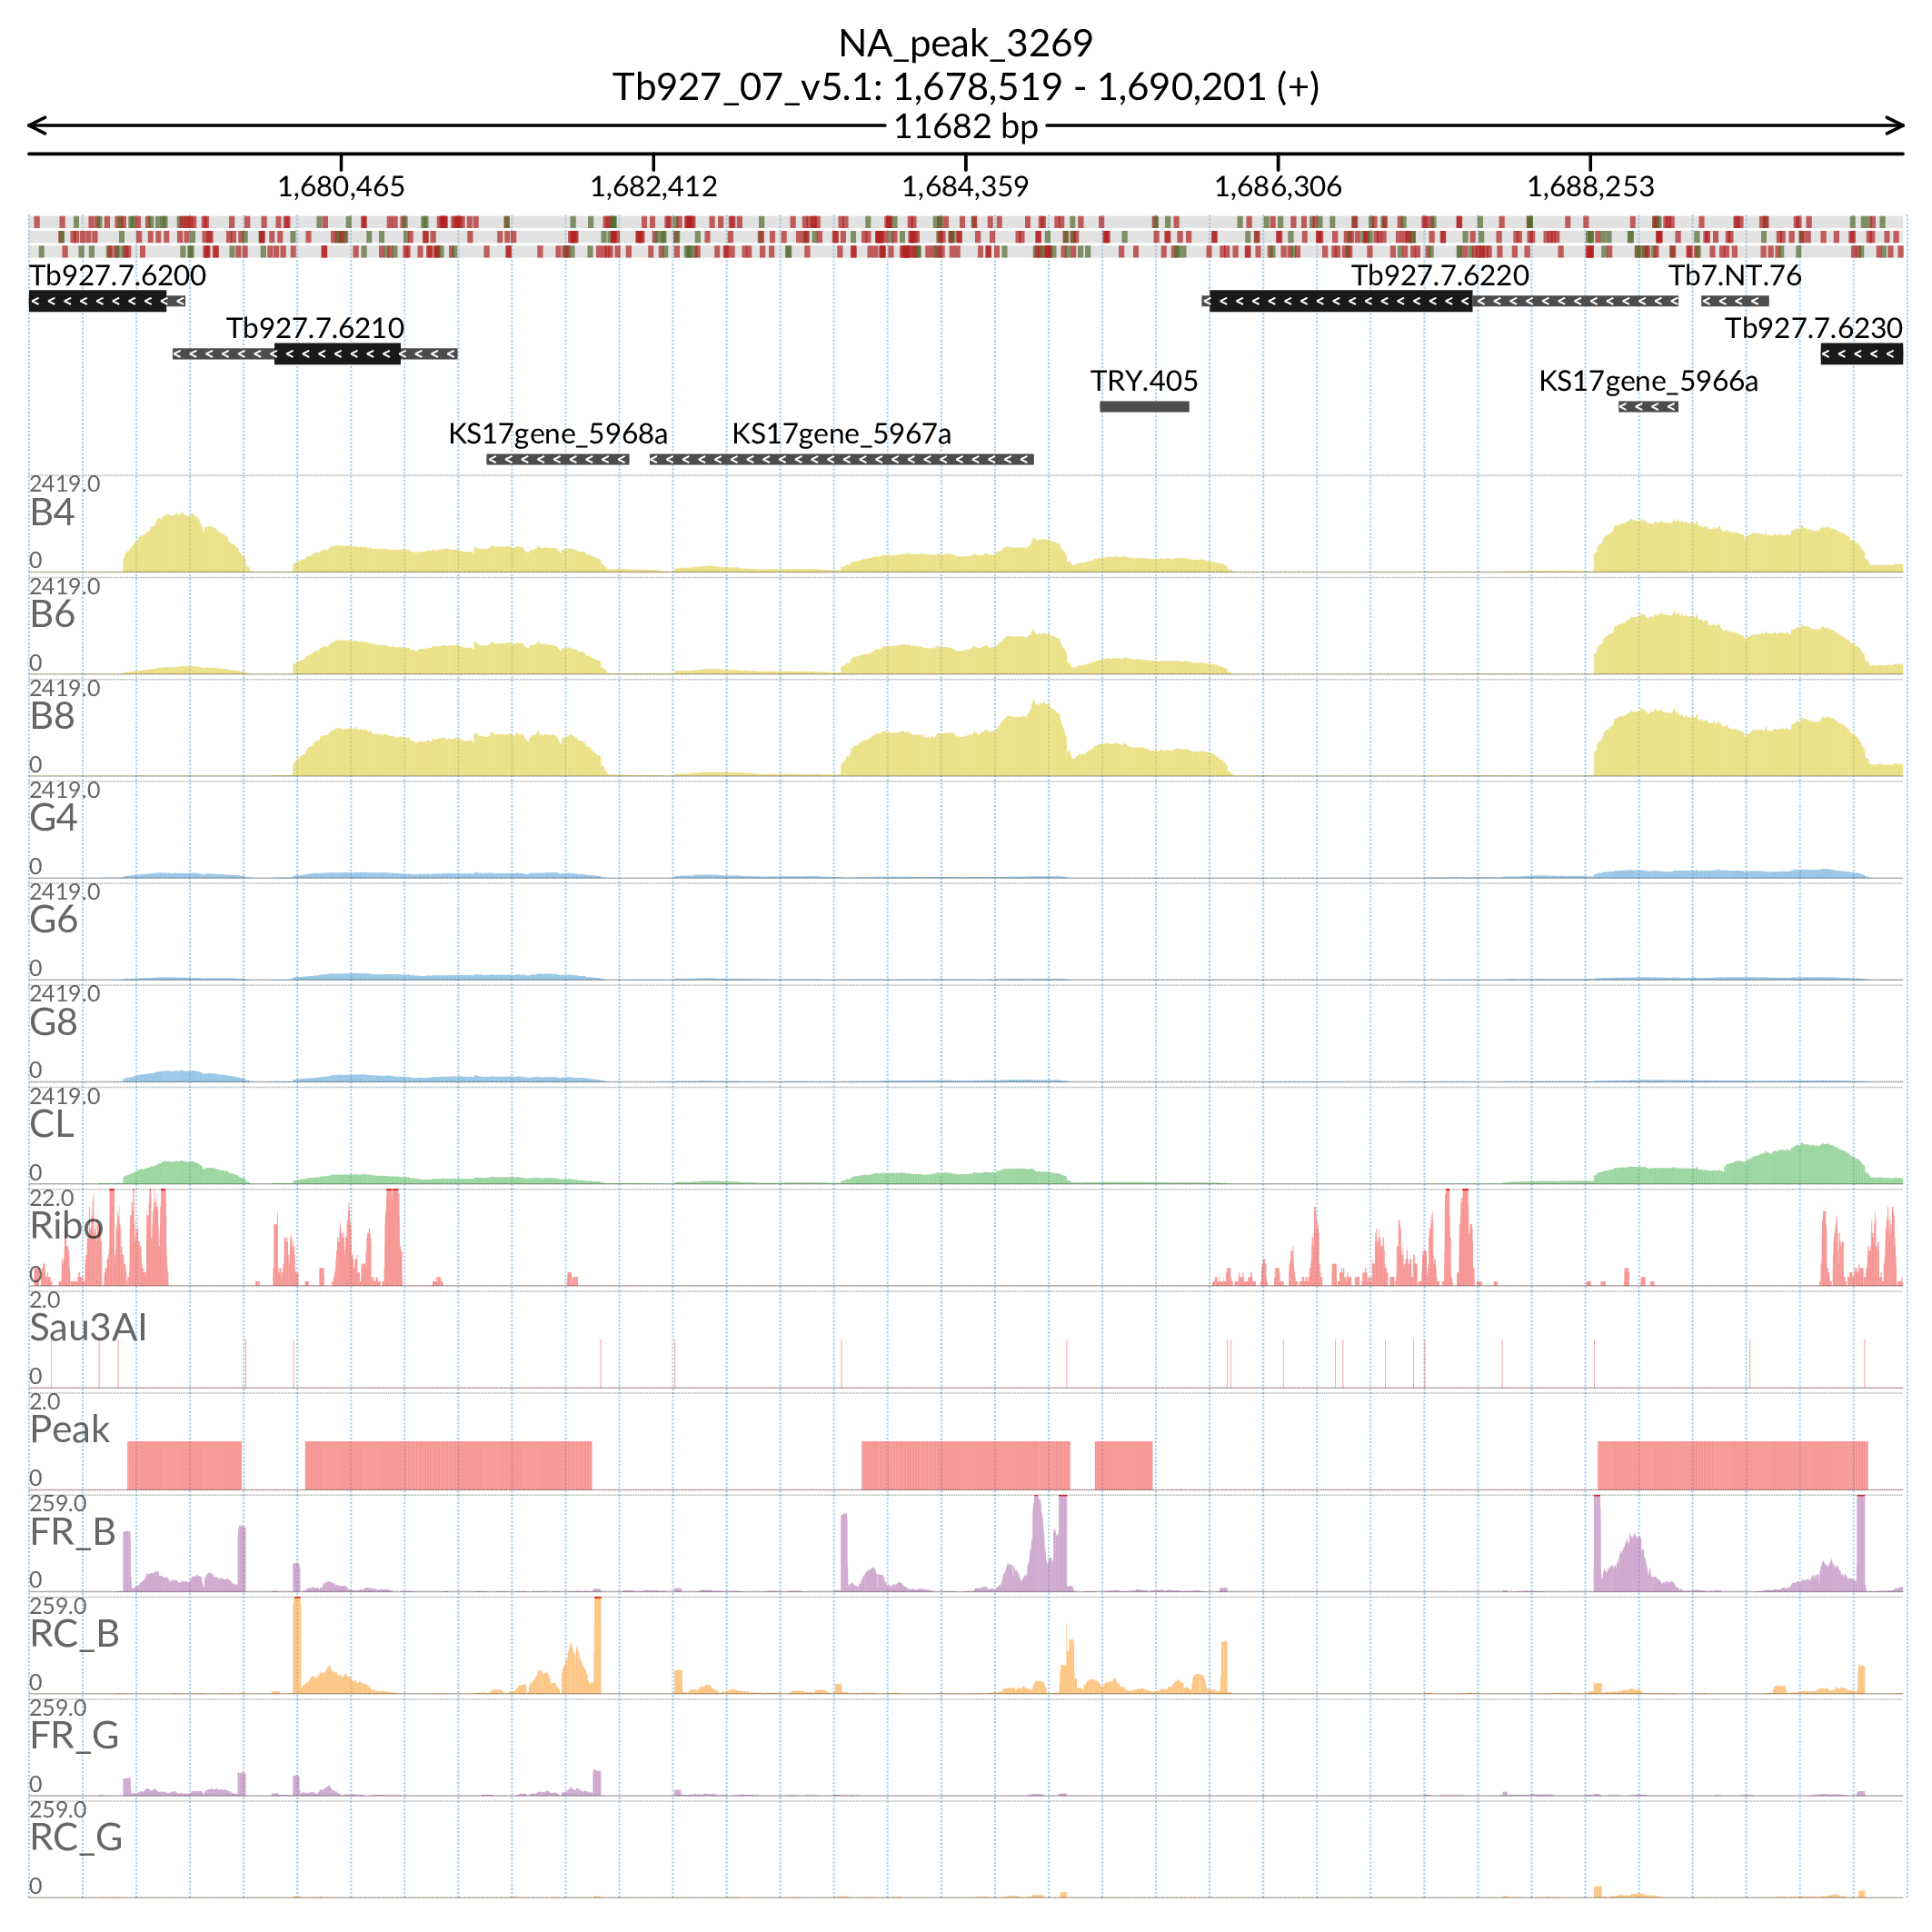 NA_peak_3269
Tb927_07_v5.1: 1,678,519 - 1,690,201 (+)
11682 bp
1,680,465 1,682,412 1,684,359 1,686,306 1,688,253
Tb927.7.6200 Tb927.7.6220 Tb7.NT.76
Tb927.7.6210 Tb927.7.6230
TRY.405 KS17gene_5966a
KS17gene_5968a KS17gene_5967a
2419.0
B4
0
2419.0
B6
0
2419.0
B8
0
2419.0
G4
0
2419.0
G6
0
2419.0
G8
0
2419.0
CL
0
22.0
Ribo
0
2.0
Sau3AI
0
2.0
Peak
0
259.0
FR_B
0
259.0
RC_B
0
259.0
FR_G
0
259.0
RC_G
0